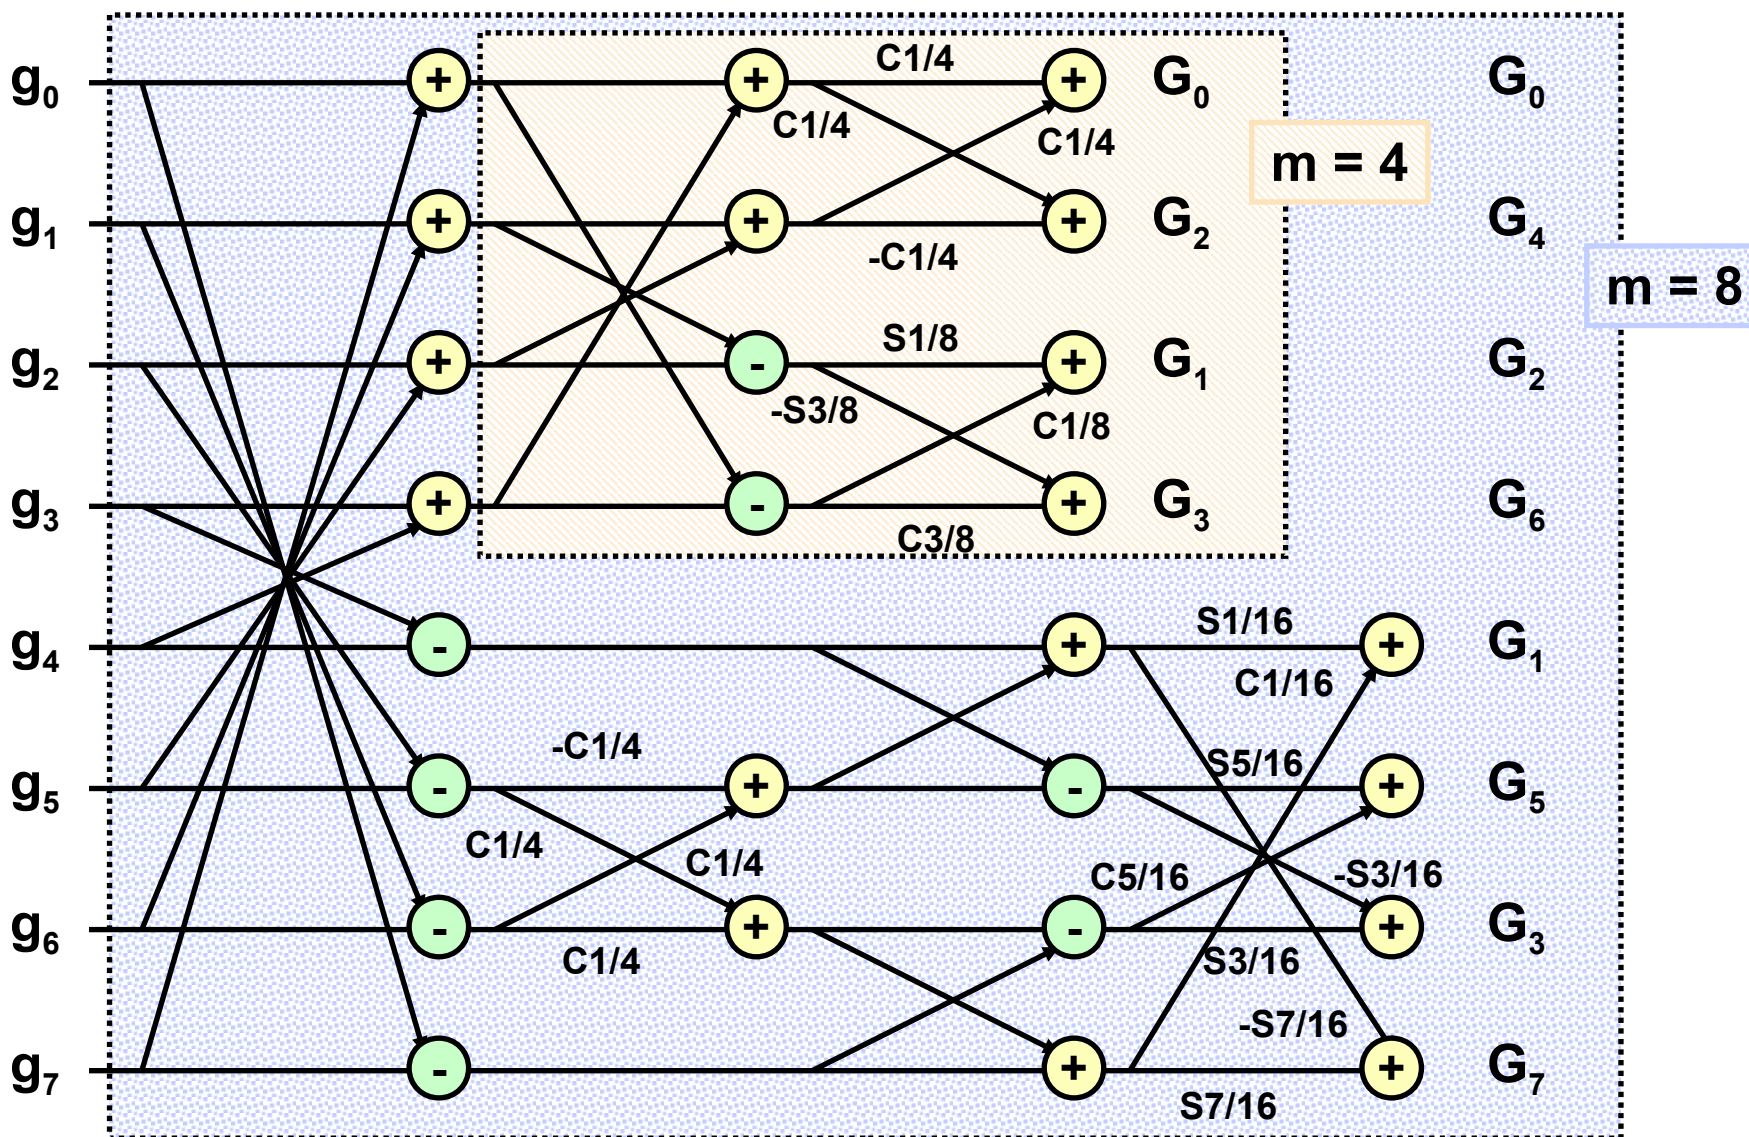 g0
+
+
C1/4
+
G0
G0
C1/4
C1/4
m = 4
g1
+
+
+
G2
G4
-C1/4
m = 8
g2
+
-
S1/8
+
G1
G2
-S3/8
C1/8
g3
+
-
+
G3
G6
C3/8
g4
-
+
S1/16
+
G1
C1/16
-C1/4
S5/16
g5
-
+
-
+
G5
C1/4
C1/4
C5/16
-S3/16
g6
-
+
-
+
G3
C1/4
S3/16
-S7/16
g7
-
+
+
G7
S7/16